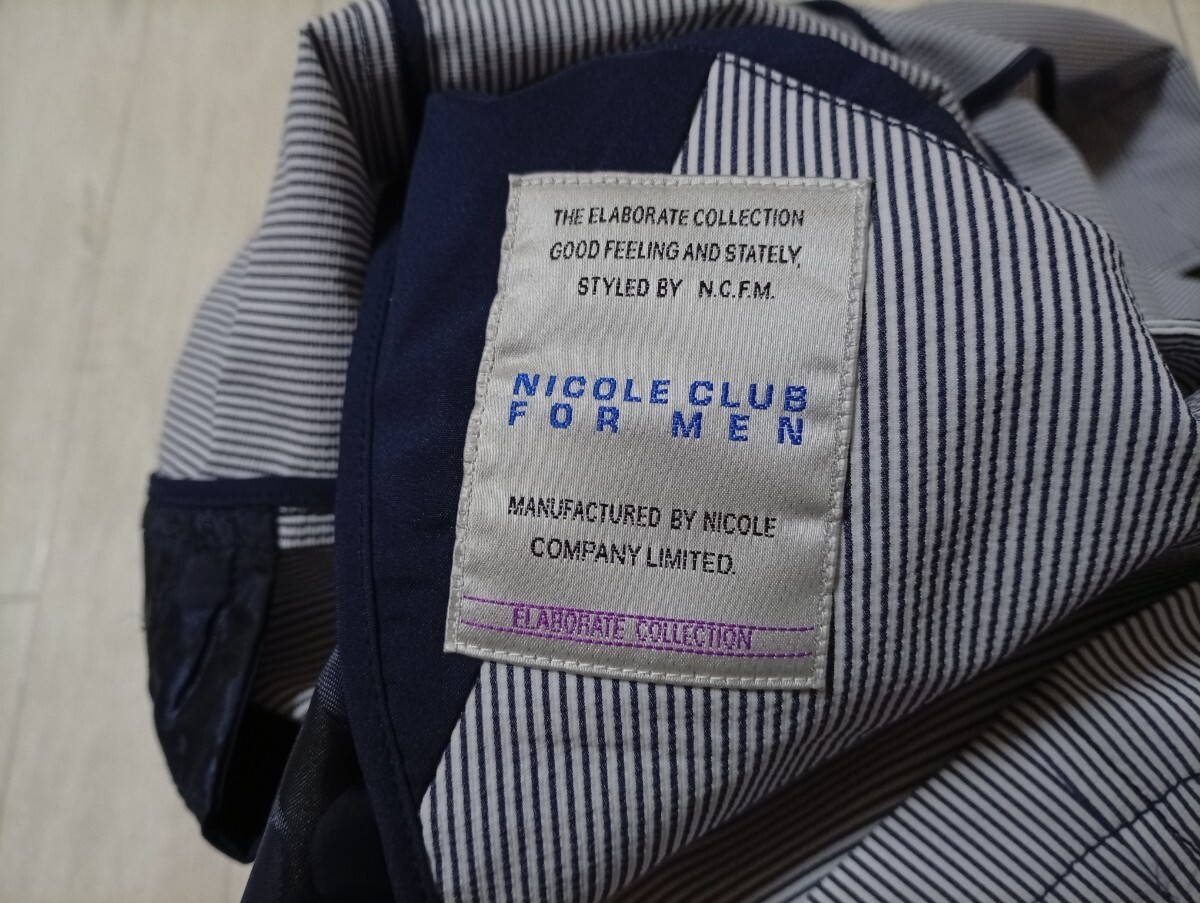 THE ELABORATE COLLECTION
GOOD FEELING AND STATELY,
STYLED BY N.C.F.M.
NICOLE CLUB
FOR MEN
MANUFACTURED BY NICOLE
COMPANY LIMITED.
ELABORATE COLLECTION